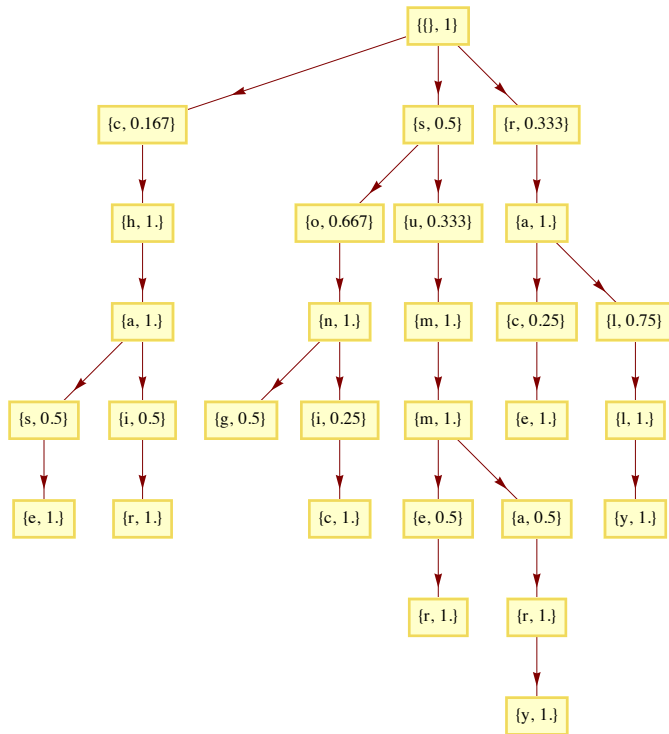 {{}, 1}
{c, 0.167}
{s, 0.5}
{r, 0.333}
{h, 1.}
{o, 0.667}
{u, 0.333}
{a, 1.}
{a, 1.}
{n, 1.}
{m, 1.}
{c, 0.25}
{l, 0.75}
{s, 0.5}
{i, 0.5}
{g, 0.5}
{i, 0.25}
{m, 1.}
{e, 1.}
{l, 1.}
{e, 1.}
{r, 1.}
{c, 1.}
{e, 0.5}
{a, 0.5}
{y, 1.}
{r, 1.}
{r, 1.}
{y, 1.}